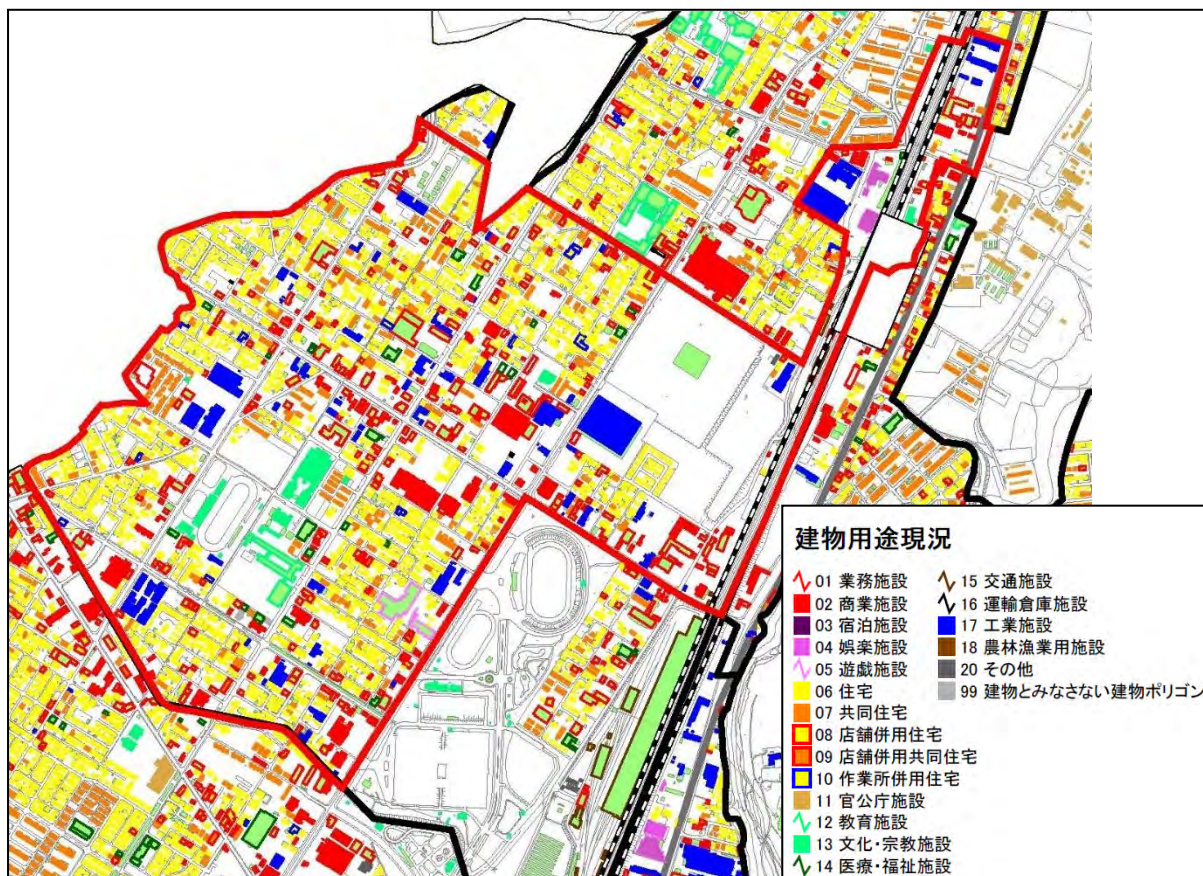 建物用途現況
01 業務施設
02 商業施設
03 宿泊施設
04 娯楽施設
05 遊戯施設
06 住宅
07 共同住宅
08 店舗併用住宅
09 店舗併用共同住宅
10 作業所併用住宅
11 官公庁施設
12 教育施設
13 文化・宗教施設
14 医療・福祉施設
15 交通施設
16 運輸倉庫施設
17 工業施設
18 農林漁業用施設
20 その他
99 建物とみなさない建物ポリゴン